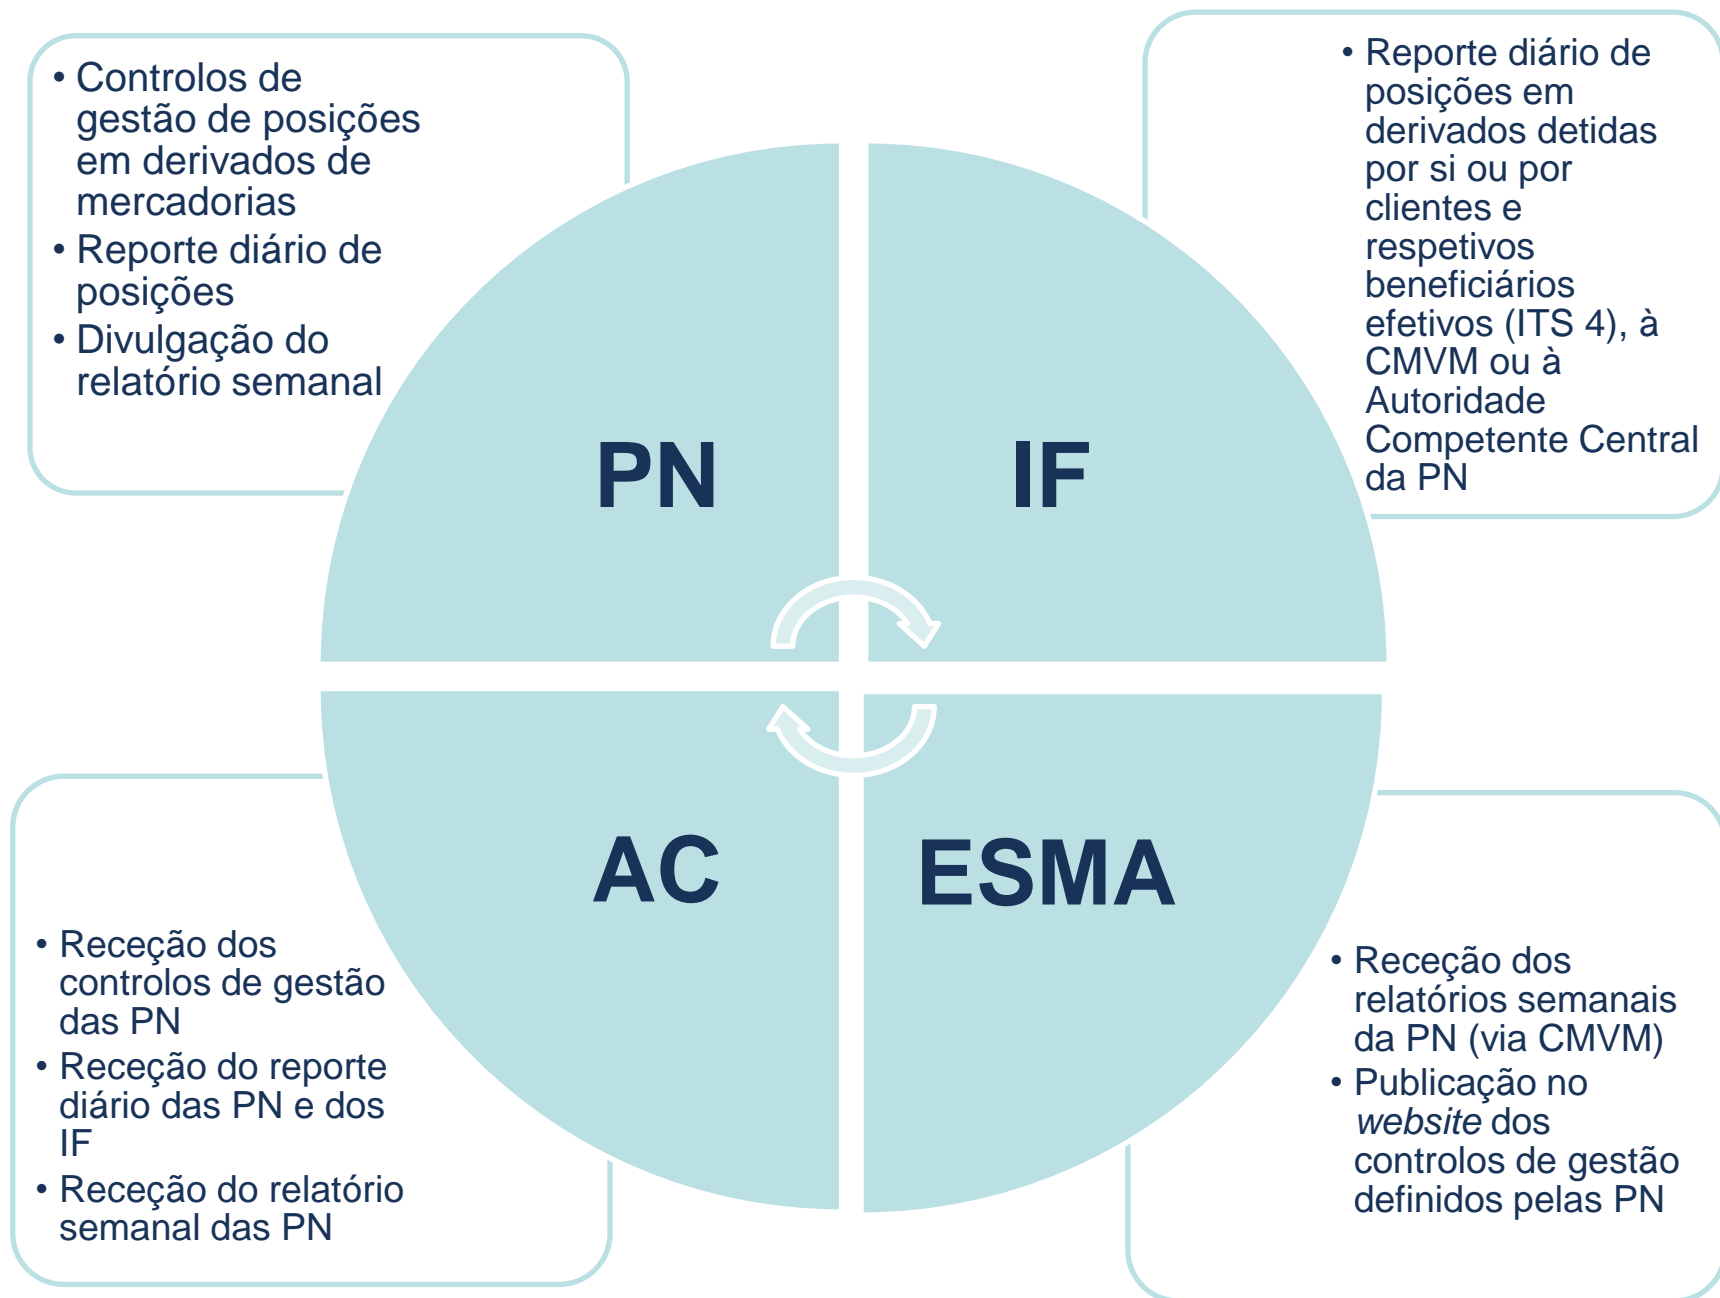 • Controlos de
gestão de posições
em derivados de
mercadorias
• Reporte diário de
posições
• Divulgação do
relatório semanal
• Reporte diário de
posições em
derivados detidas
por si ou por
clientes e
respetivos
beneficiários
efetivos (ITS 4), à
CMVM ou à
Autoridade
Competente Central
da PN
PN
IF
AC
ESMA
• Receção dos
controlos de gestão
das PN
• Receção do reporte
diário das PN e dos
IF
• Receção do relatório
semanal das PN
• Receção dos
relatórios semanais
da PN (via CMVM)
• Publicação no
website dos
controlos de gestão
definidos pelas PN